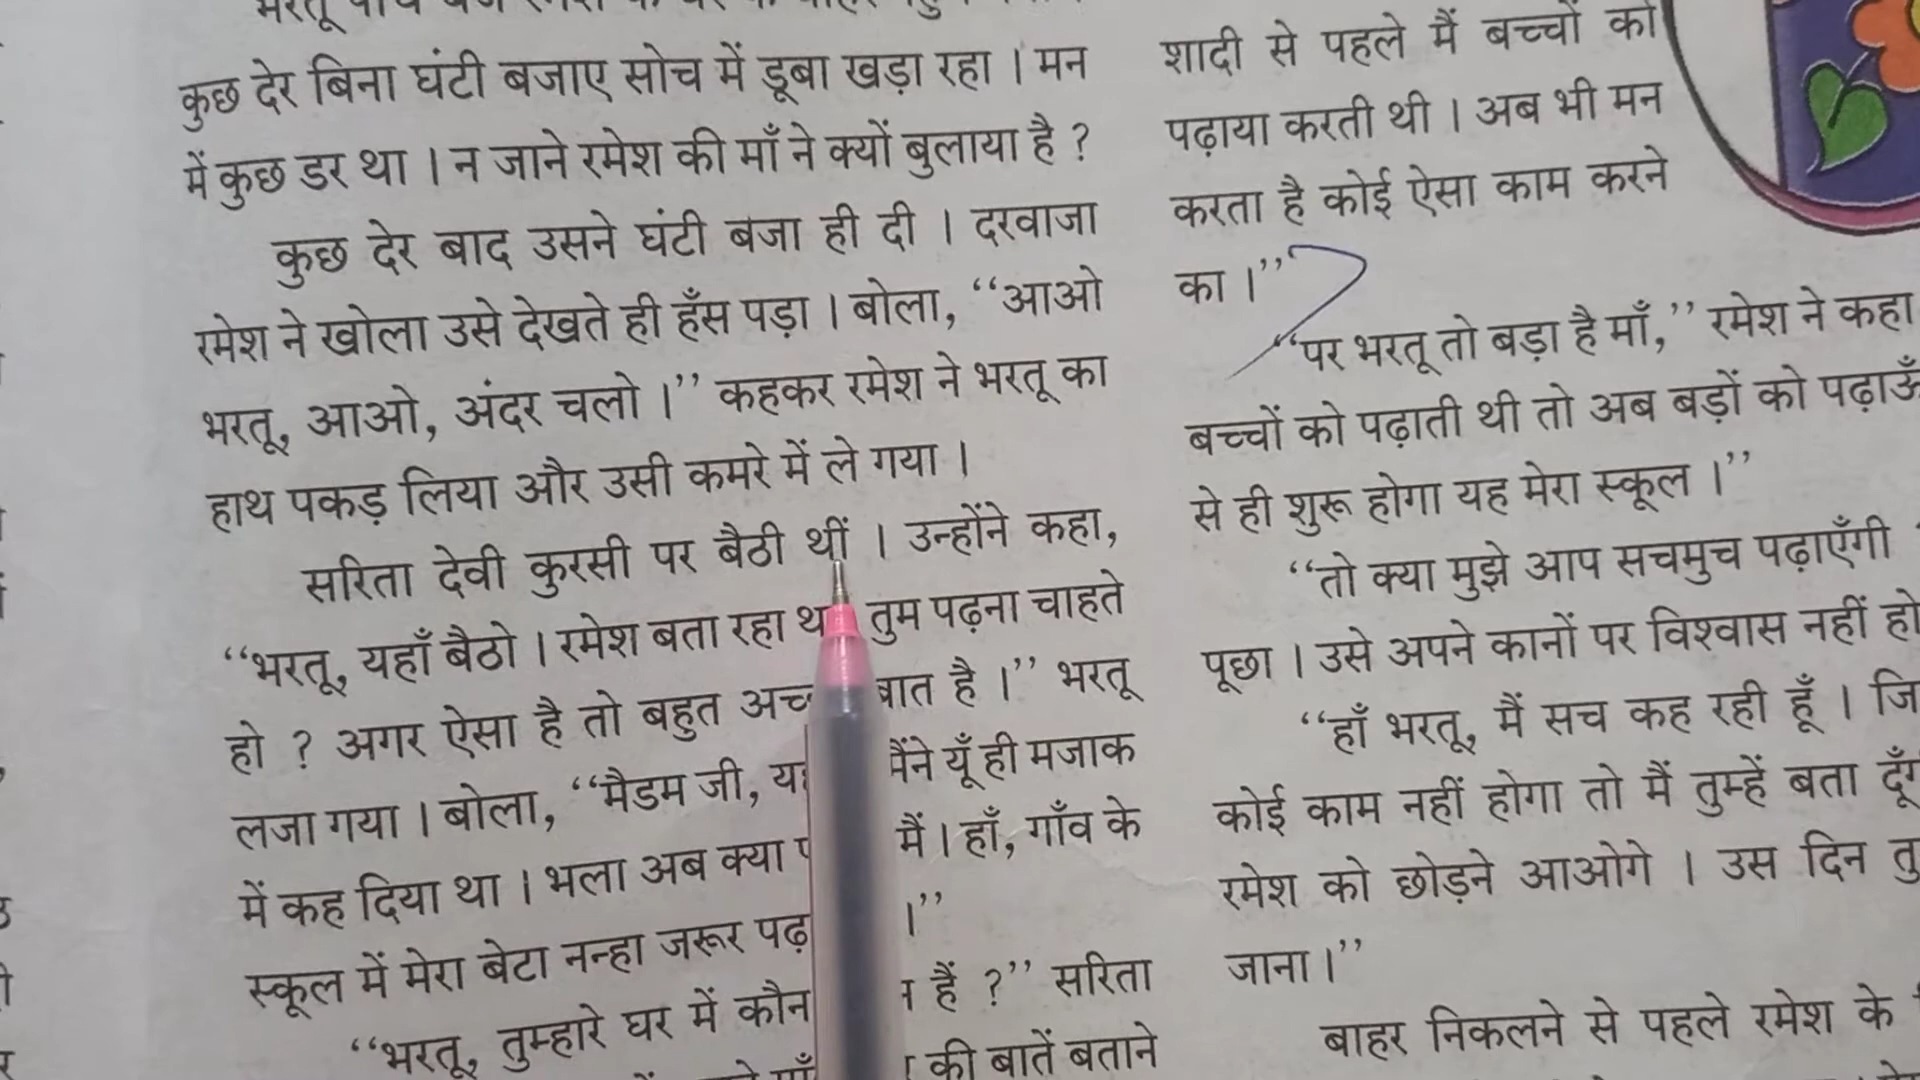 कुछ देर बिना घंटी बजाए सोच में डूबा खड़ा रहा । मन
में कुछ डर था । न जाने रमेश की माँ ने क्यों बुलाया है ?
कुछ देर बाद उसने घंटी बजा ही दी । दरवाजा
रमेश ने खोला उसे देखते ही हँस पड़ा । बोला, “आओ
भरतू, आओ, अंदर चलो ।” कहकर रमेश ने भरतू का
हाथ पकड़ लिया और उसी कमरे में ले गया ।
सरिता देवी कुरसी पर बैठी थीं । उन्होंने कहा,
“भरतू, यहाँ बैठो । रमेश बता रहा तुम पढ़ना चाहते
हो ? अगर ऐसा है तो बहुत बात है ।” भरतू
लजा गया । बोला, “मैडम जी, मैंने यूँ ही मजाक
में कह दिया था । भला अब क्या मैं । हाँ, गाँव के
स्कूल में मेरा बेटा नन्हा जरूर ।”
“भरतू, तुम्हारे घर में कौन हैं ?” सरिता
की बातें बताने
शादी से पहले मैं बच्चों को
पढ़ाया करती थी । अब भी मन
करता है कोई ऐसा काम करने
का ।”
“पर भरतू तो बड़ा है माँ,” रमेश ने कहा
बच्चों को पढ़ाती थी तो अब बड़ों को
से ही शुरू होगा यह मेरा स्कूल ।”
“तो क्या मुझे आप सचमुच पढ़ाएँगी
पूछा । उसे अपने कानों पर विश्वास नहीं
“हाँ भरतू, मैं सच कह रही हूँ ।
कोई काम नहीं होगा तो मैं तुम्हें बता
रमेश को छोड़ने आओगे । उस दिन
जाना ।”
बाहर निकलने से पहले रमेश के